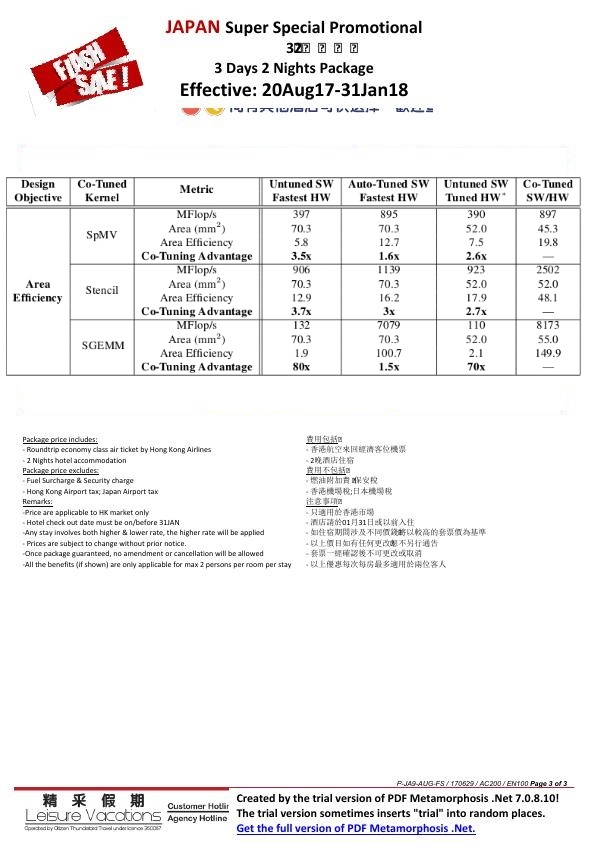 JAPAN Super Special Promotional
3 Days 2 Nights Package
Effective: 20Aug17-31Jan18
FLASH
SALE!
Design Objective Co-Tuned Kernel Metric Untuned SW Fastest HW Auto-Tuned SW Fastest HW Untuned SW Tuned HW* Co-Tuned SW/HW
Area Efficiency
SpMV
MFlop/s 397 895 390 897
Area (mm²) 70.3 70.3 52.0 45.3
Area Efficiency 5.8 12.7 7.5 19.8
Co-Tuning Advantage 3.5x 1.6x 2.6x —
Stencil
MFlop/s 906 1139 923 2502
Area (mm²) 70.3 70.3 52.0 52.0
Area Efficiency 12.9 16.2 17.9 48.1
Co-Tuning Advantage 3.7x 3x 2.7x —
SGEMM
MFlop/s 132 7079 110 8173
Area (mm²) 70.3 70.3 52.0 55.0
Area Efficiency 1.9 100.7 2.1 149.9
Co-Tuning Advantage 80x 1.5x 70x —
Package price includes:
- Roundtrip economy class air ticket by Hong Kong Airlines
- 2 Nights hotel accommodation
Package price excludes:
- Fuel Surcharge & Security charge
- Hong Kong Airport tax; Japan Airport tax
Remarks:
-Price are applicable to HK market only
- Hotel check out date must be on/before 31JAN
-Any stay involves both higher & lower rate, the higher rate will be applied
- Prices are subject to change without prior notice.
-Once package guaranteed, no amendment or cancellation will be allowed
-All the benefits (if shown) are only applicable for max 2 persons per room per stay
費用包括
- 香港航空來回經濟客位機票
- 2晚酒店住宿
費用不包括
- 燃油附加費 保安稅
- 香港機場稅;日本機場稅
注意事項
- 只適用於香港市場
- 酒店請於01月31日或以前入住
- 如住宿期間涉及不同價錢 以較高的套票價為基準
- 以上價目如有任何更改 不另行通告
- 套票一經確認後不可更改或取消
- 以上優惠每次每房最多適用於兩位客人
P-JA9-AUG-FS / 170629 / AC200 / EN100 Page 3 of 3
精采假期
Leisure Vacations
Operated by Citizen Thunderbird Travel under licence 350087
Customer Hotlin
Agency Hotline
Created by the trial version of PDF Metamorphosis .Net 7.0.8.10!
The trial version sometimes inserts "trial" into random places.
Get the full version of PDF Metamorphosis .Net.